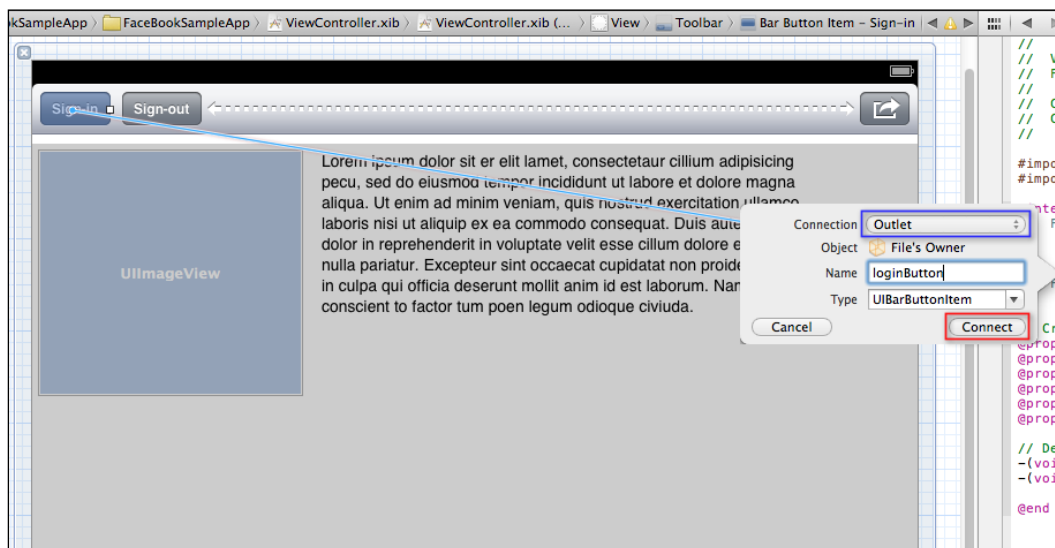 kSampleApp FaceBookSampleApp ViewController.xib ViewController.xib (... ) View Toolbar Bar Button Item – Sign-in
Sign-in Sign-out
UIImageView
Lorem ipsum dolor sit er elit lamet, consectetaur cillium adipisicing
pecu, sed do eiusmod tempor incididunt ut labore et dolore magna
aliqua. Ut enim ad minim veniam, quis nostrud exercitation ullamco
laboris nisi ut aliquip ex ea commodo consequat. Duis aute
dolor in reprehenderit in voluptate velit esse cillum dolore e
nulla pariatur. Excepteur sint occaecat cupidatat non proide
in culpa qui officia deserunt mollit anim id est laborum. Nam
conscient to factor tum poen legum odioque civiuda.
Connection Outlet
Object File's Owner
Name loginButton
Type UIBarButtonItem
Cancel Connect
//
// V
// F
//
// C
// C
//
#impo
#impo
@prop
@prop
@prop
@prop
@prop
// De
-(voi
-(voi
@end